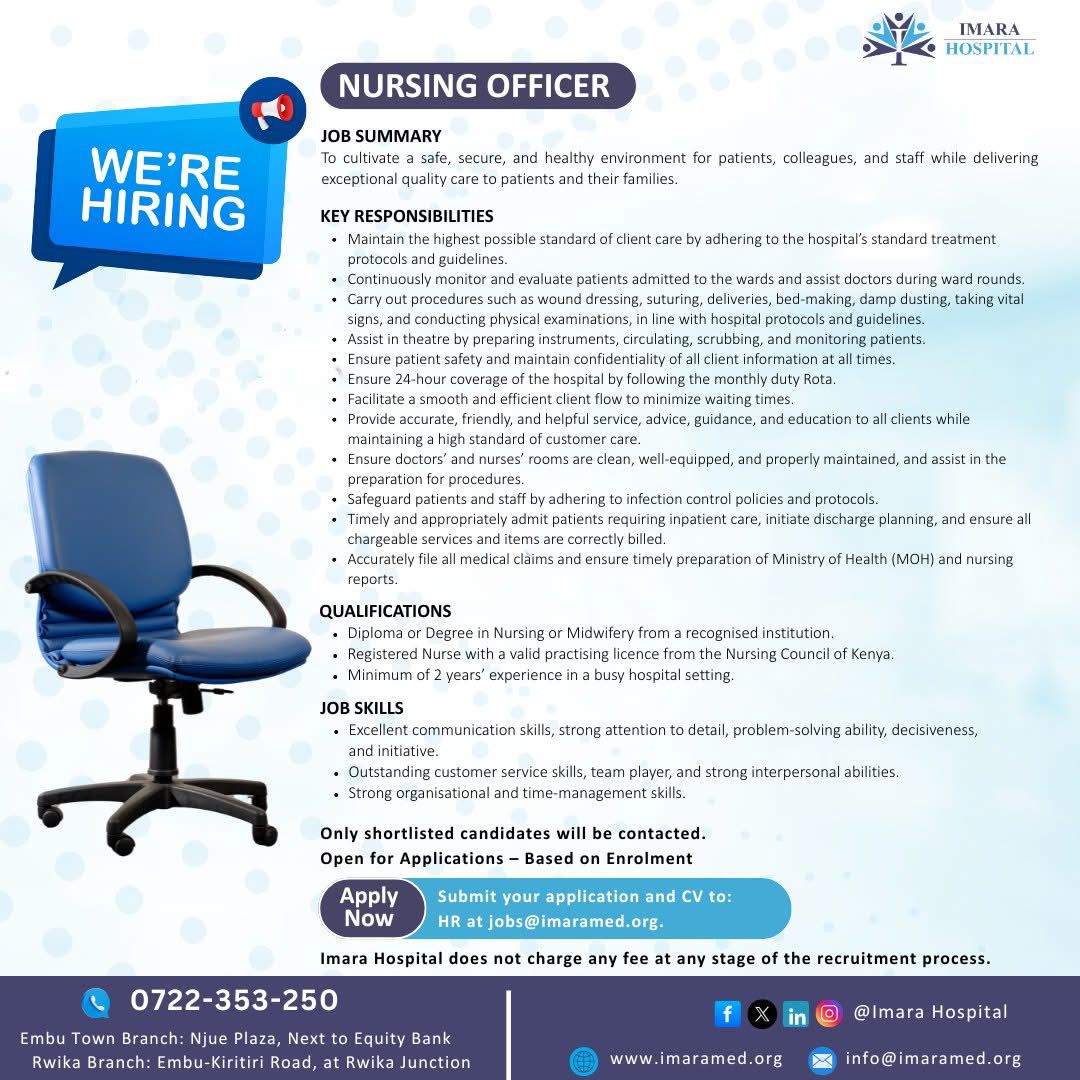 IMARA
HOSPITAL
WE'RE
HIRING
NURSING OFFICER
JOB SUMMARY
To cultivate a safe, secure, and healthy environment for patients, colleagues, and staff while delivering
exceptional quality care to patients and their families.
KEY RESPONSIBILITIES
• Maintain the highest possible standard of client care by adhering to the hospital's standard treatment
protocols and guidelines.
• Continuously monitor and evaluate patients admitted to the wards and assist doctors during ward rounds.
• Carry out procedures such as wound dressing, suturing, deliveries, bed-making, damp dusting, taking vital
signs, and conducting physical examinations, in line with hospital protocols and guidelines.
• Assist in theatre by preparing instruments, circulating, scrubbing, and monitoring patients.
• Ensure patient safety and maintain confidentiality of all client information at all times.
• Ensure 24-hour coverage of the hospital by following the monthly duty Rota.
• Facilitate a smooth and efficient client flow to minimize waiting times.
• Provide accurate, friendly, and helpful service, advice, guidance, and education to all clients while
maintaining a high standard of customer care.
• Ensure doctors' and nurses' rooms are clean, well-equipped, and properly maintained, and assist in the
preparation for procedures.
• Safeguard patients and staff by adhering to infection control policies and protocols.
• Timely and appropriately admit patients requiring inpatient care, initiate discharge planning, and ensure all
chargeable services and items are correctly billed.
• Accurately file all medical claims and ensure timely preparation of Ministry of Health (MOH) and nursing
reports.
QUALIFICATIONS
• Diploma or Degree in Nursing or Midwifery from a recognised institution.
• Registered Nurse with a valid practising licence from the Nursing Council of Kenya.
• Minimum of 2 years' experience in a busy hospital setting.
JOB SKILLS
• Excellent communication skills, strong attention to detail, problem-solving ability, decisiveness,
and initiative.
• Outstanding customer service skills, team player, and strong interpersonal abilities.
• Strong organisational and time-management skills.
Only shortlisted candidates will be contacted.
Open for Applications – Based on Enrolment
Apply
Now
Submit your application and CV to:
HR at jobs@imaramed.org.
Imara Hospital does not charge any fee at any stage of the recruitment process.
0722-353-250
Embu Town Branch: Njue Plaza, Next to Equity Bank
Rwika Branch: Embu-Kiritiri Road, at Rwika Junction
@Imara Hospital
www.imaramed.org
info@imaramed.org